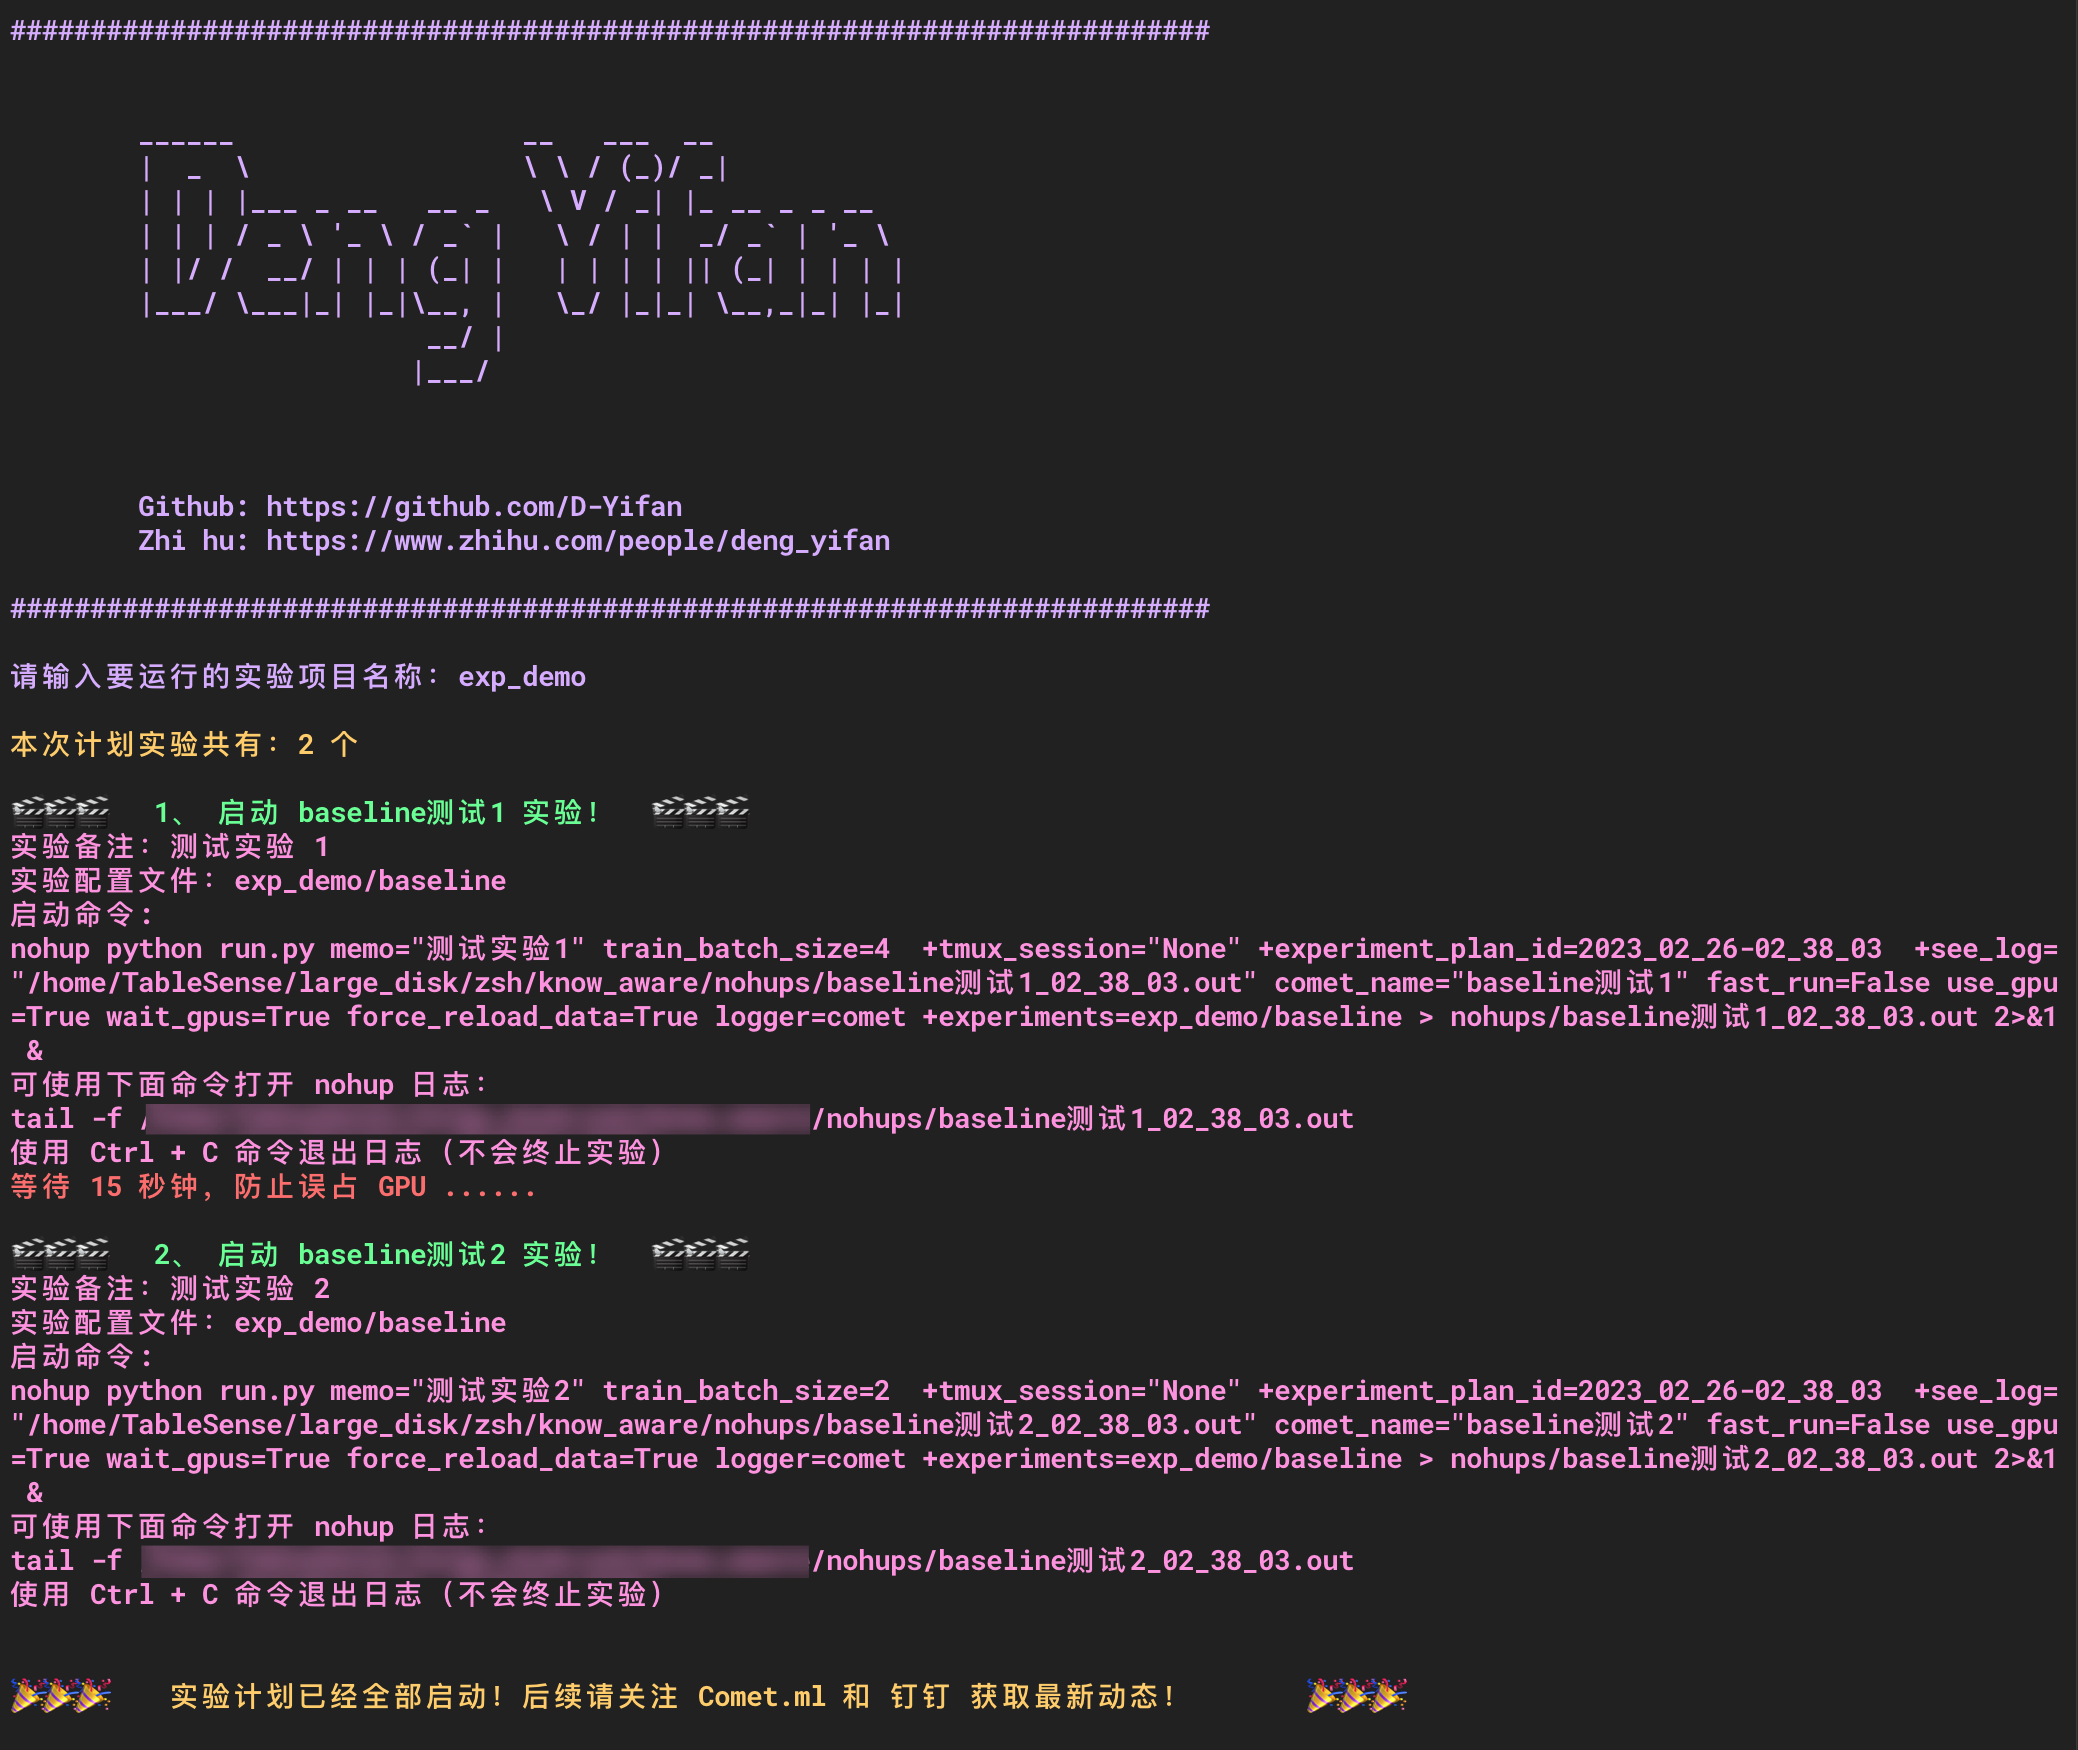 ###########################################################################
______                  __   ___  __
|  _  \                 \ \ / (_)/ _|
| | | |___ _ __   __ _   \ V / _| |_ __ _ _ __
| | | / _ \ '_ \ / _` |   \ / | |  _/ _` | '_ \
| |/ /  __/ | | | (_| |   | | | | || (_| | | | |
|___/ \___|_| |_|\__, |   \_/ |_|_| \__,_|_| |_|
                  __/ |
                 |___/
Github: https://github.com/D-Yifan
Zhi hu: https://www.zhihu.com/people/deng_yifan
###########################################################################
请输入要运行的实验项目名称：exp_demo
本次计划实验共有：2 个
🎬🎬🎬  1、 启动 baseline测试1 实验！  🎬🎬🎬
实验备注：测试实验 1
实验配置文件：exp_demo/baseline
启动命令：
nohup python run.py memo="测试实验1" train_batch_size=4  +tmux_session="None" +experiment_plan_id=2023_02_26-02_38_03  +see_log=
"/home/TableSense/large_disk/zsh/know_aware/nohups/baseline测试1_02_38_03.out" comet_name="baseline测试1" fast_run=False use_gpu
=True wait_gpus=True force_reload_data=True logger=comet +experiments=exp_demo/baseline > nohups/baseline测试1_02_38_03.out 2>&1
&
可使用下面命令打开 nohup 日志：
tail -f /nohups/baseline测试1_02_38_03.out
使用 Ctrl + C 命令退出日志（不会终止实验）
等待 15 秒钟，防止误占 GPU ......
🎬🎬🎬  2、 启动 baseline测试2 实验！  🎬🎬🎬
实验备注：测试实验 2
实验配置文件：exp_demo/baseline
启动命令：
nohup python run.py memo="测试实验2" train_batch_size=2  +tmux_session="None" +experiment_plan_id=2023_02_26-02_38_03  +see_log=
"/home/TableSense/large_disk/zsh/know_aware/nohups/baseline测试2_02_38_03.out" comet_name="baseline测试2" fast_run=False use_gpu
=True wait_gpus=True force_reload_data=True logger=comet +experiments=exp_demo/baseline > nohups/baseline测试2_02_38_03.out 2>&1
&
可使用下面命令打开 nohup 日志：
tail -f /nohups/baseline测试2_02_38_03.out
使用 Ctrl + C 命令退出日志（不会终止实验）
🎉🎉🎉   实验计划已经全部启动！后续请关注 Comet.ml 和 钉钉 获取最新动态！   🎉🎉🎉